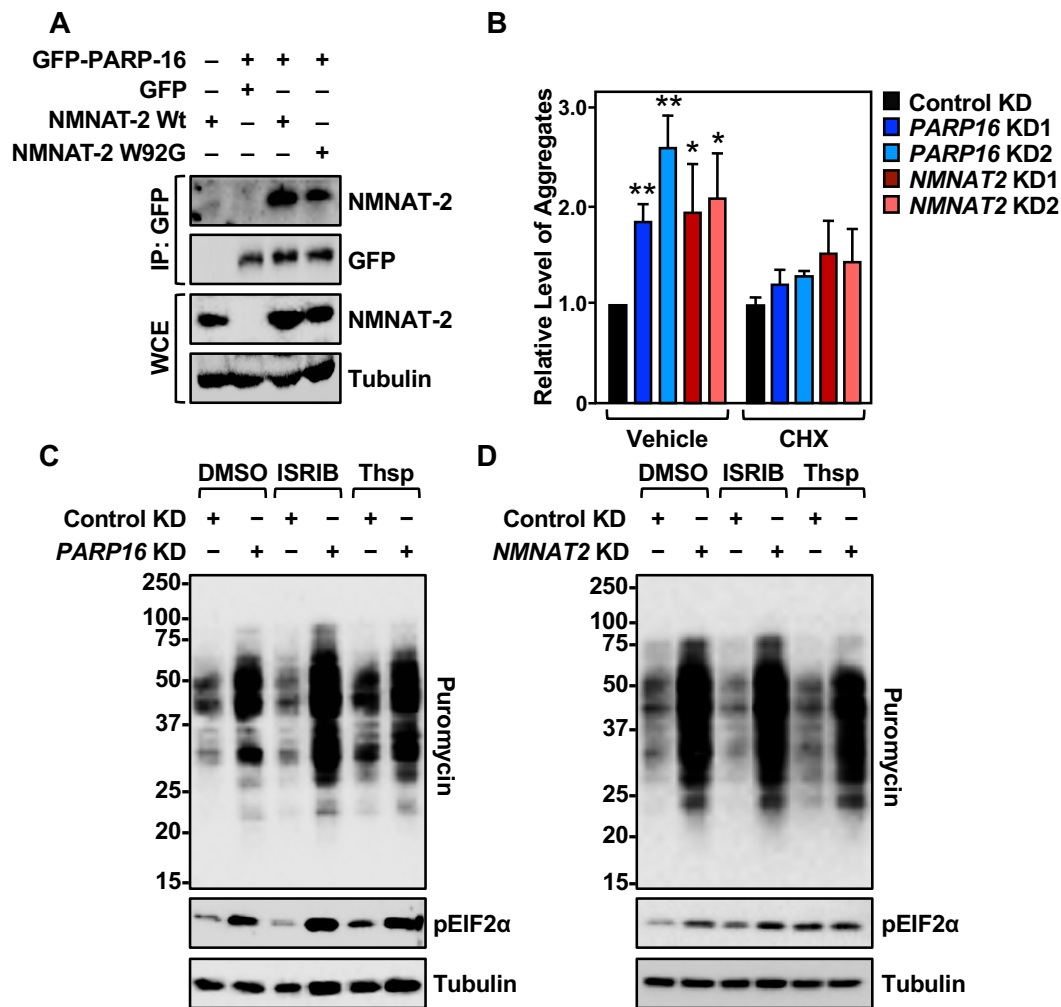 A
GFP-PARP-16 – + + +
GFP – + – –
NMNAT-2 Wt + – + –
NMNAT-2 W92G – – – +
IP: GFP
NMNAT-2
GFP
WCE
NMNAT-2
Tubulin
B
Relative Level of Aggregates
3.0
2.0
1.0
0
** ** * *
Vehicle CHX
Control KD
PARP16 KD1
PARP16 KD2
NMNAT2 KD1
NMNAT2 KD2
C
DMSO ISRIB Thsp
Control KD + – + – + –
PARP16 KD – + – + – +
250
100
75
50
37
25
20
15
Puromycin
pEIF2α
Tubulin
D
DMSO ISRIB Thsp
Control KD + – + – + –
NMNAT2 KD – + – + – +
250
100
75
50
37
25
20
15
Puromycin
pEIF2α
Tubulin